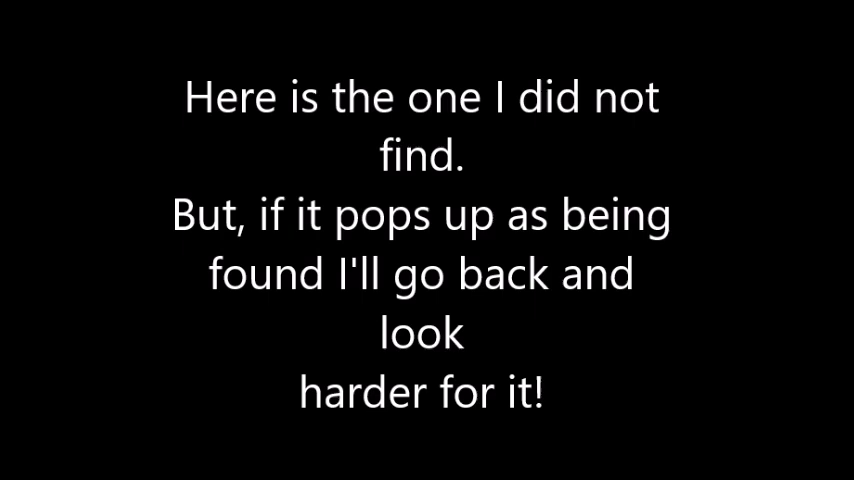 Here is the one I did not
find.
But, if it pops up as being
found I'll go back and
look
harder for it!